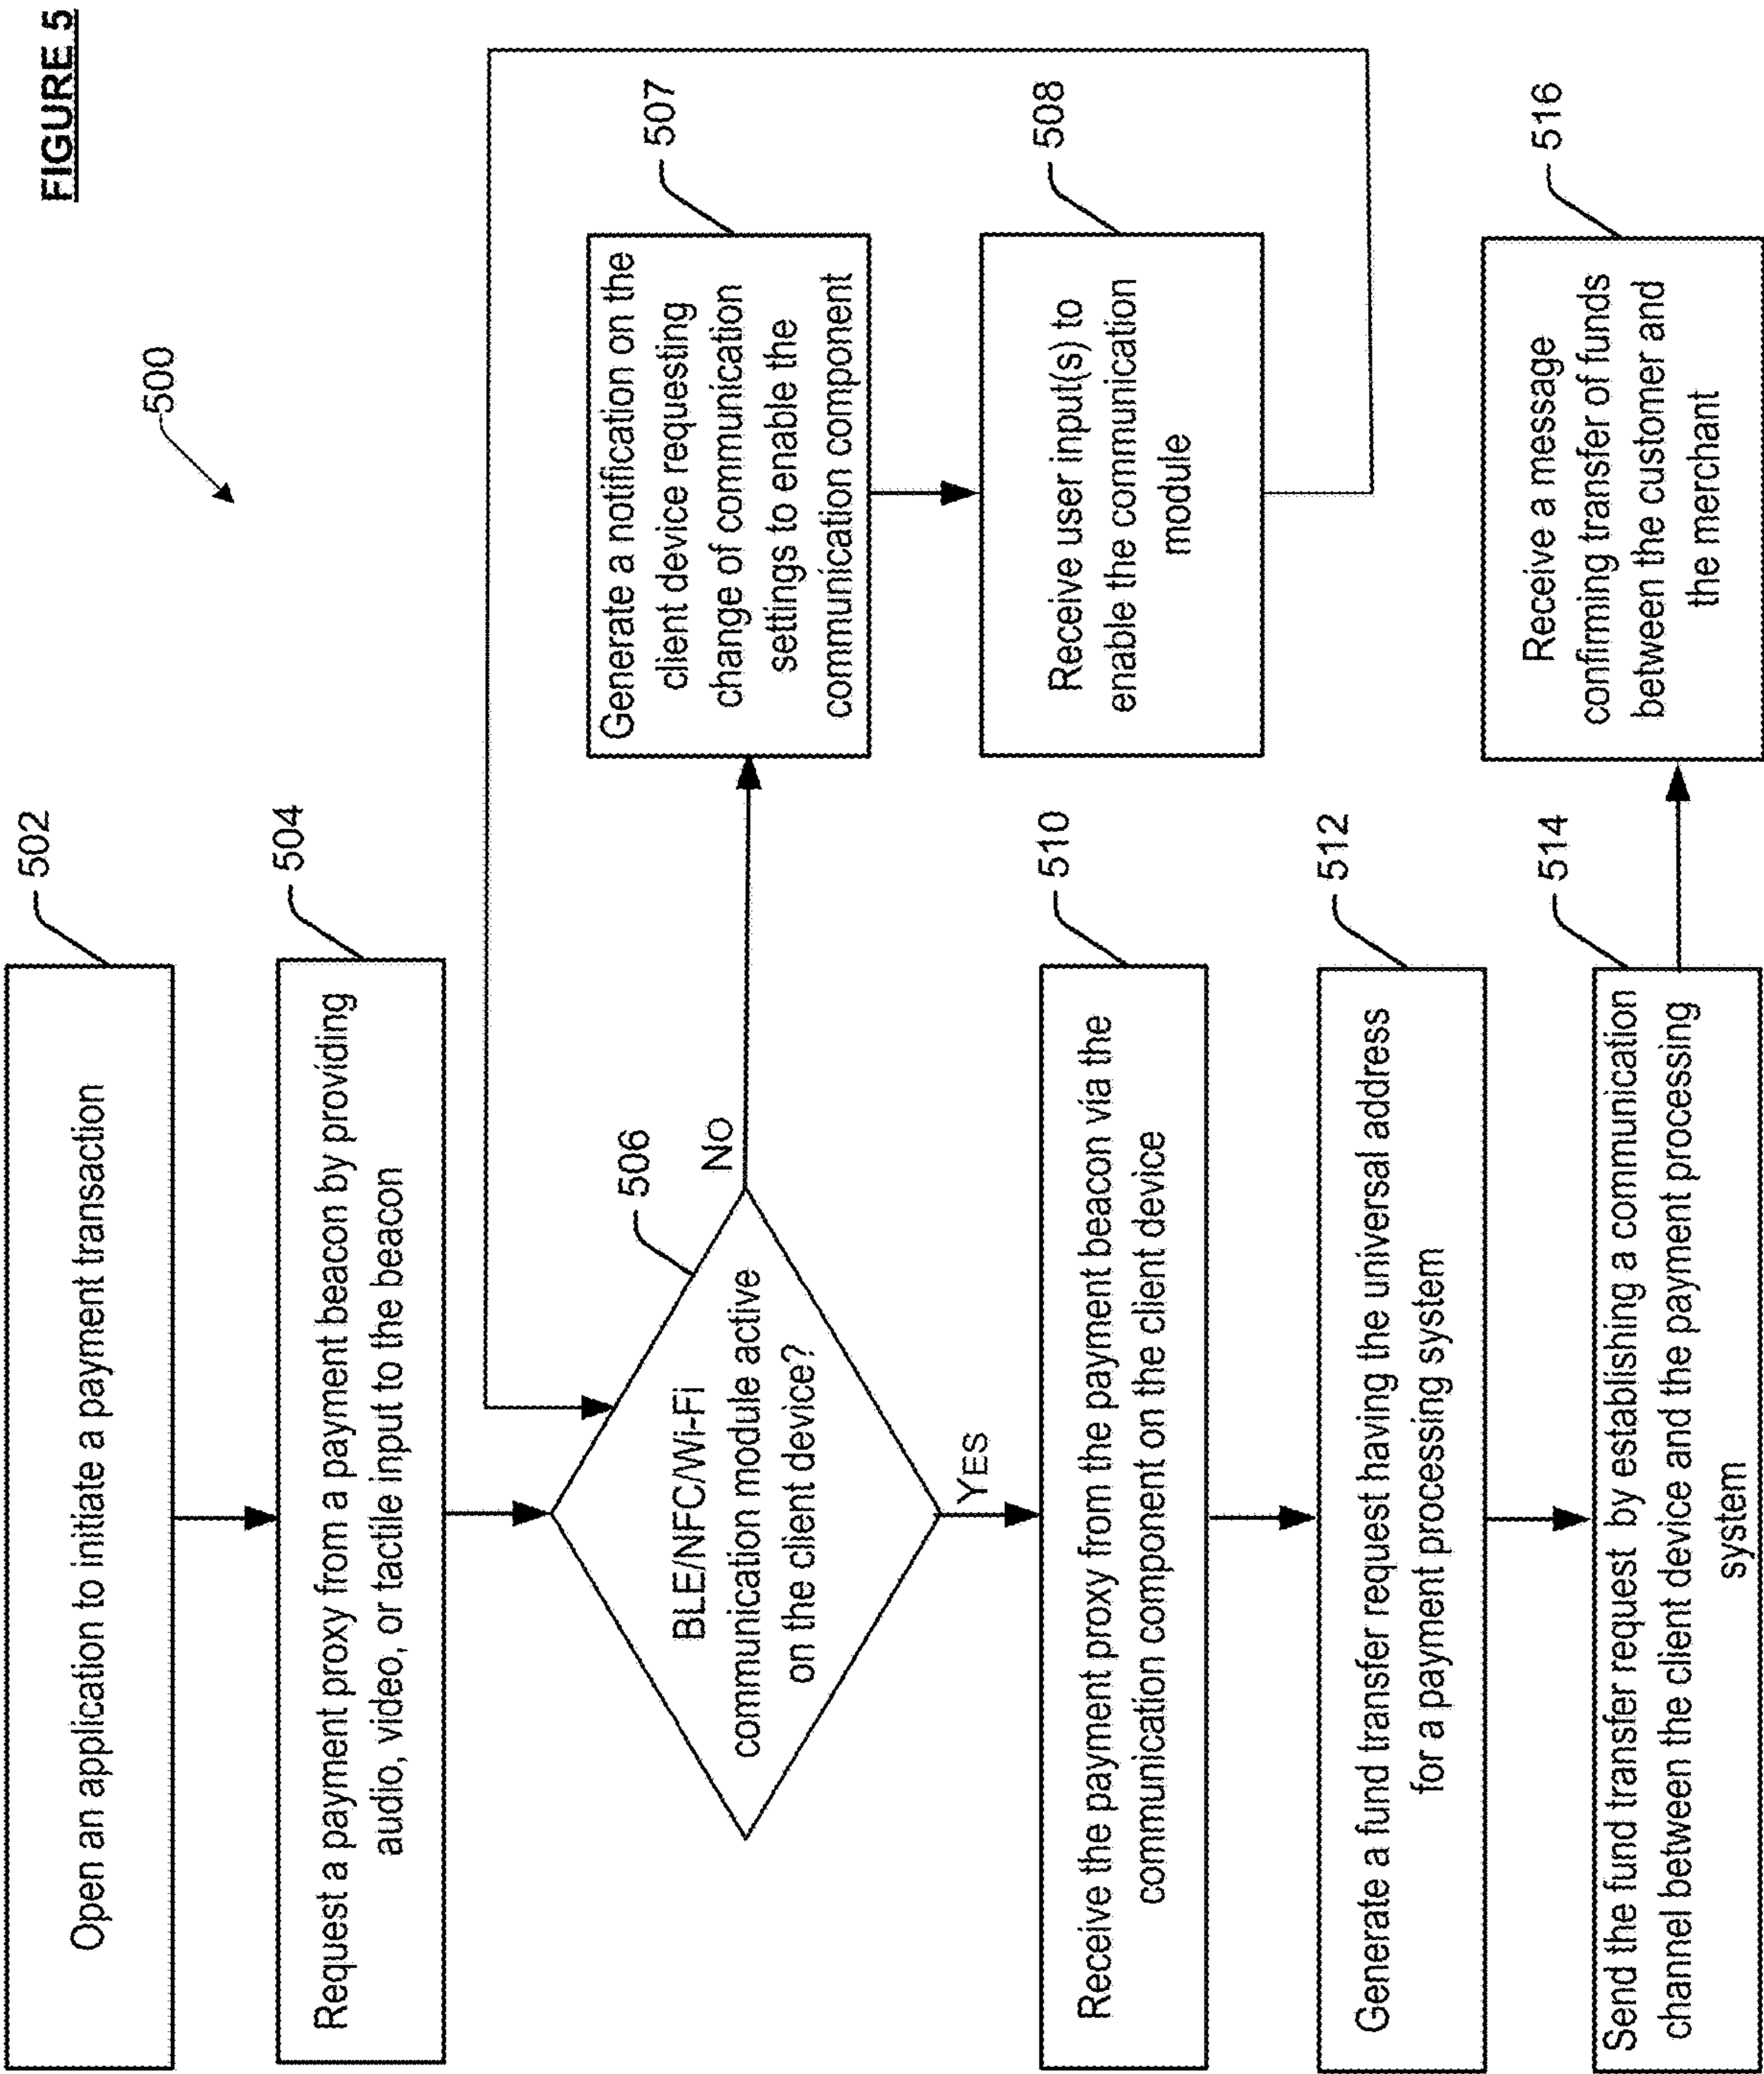 FIGURE 5
500
502
Open an application to initiate a payment transaction
504
Request a payment proxy from a payment beacon by providing
audio, video, or tactile input to the beacon
506
BLE/NFC/Wi-Fi
communication module active
on the client device?
NO
507
Generate a notification on the
client device requesting
change of communication
settings to enable the
communication component
508
Receive user input(s) to
enable the communication
module
YES
510
Receive the payment proxy from the payment beacon via the
communication component on the client device
512
Generate a fund transfer request having the universal address
for a payment processing system
514
Send the fund transfer request by establishing a communication
channel between the client device and the payment processing
system
516
Receive a message
confirming transfer of funds
between the customer and
the merchant